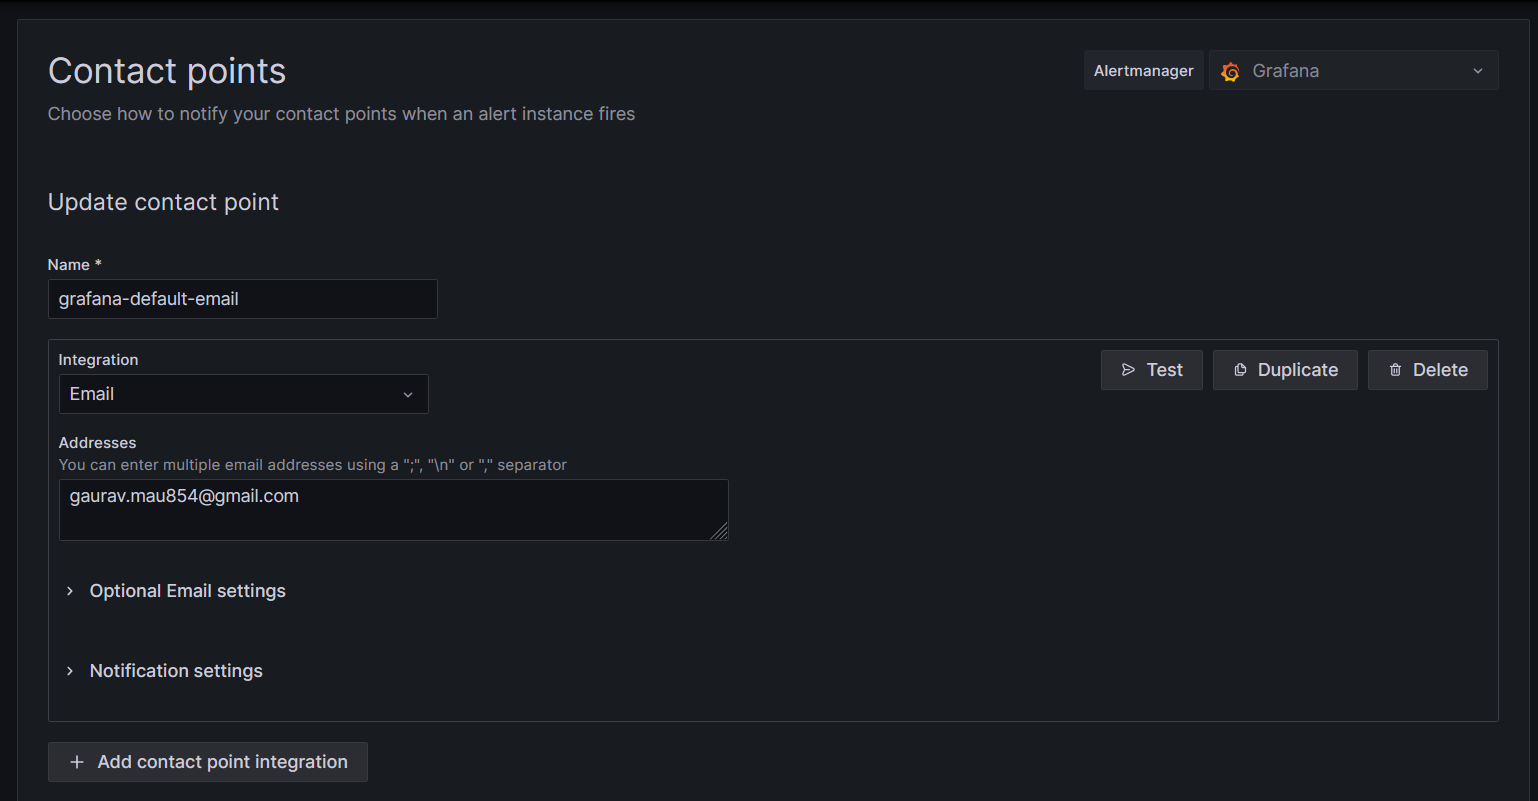 Contact points
Alertmanager
Grafana
Choose how to notify your contact points when an alert instance fires
Update contact point
Name *
grafana-default-email
Integration
Email
Test
Duplicate
Delete
Addresses
You can enter multiple email addresses using a ";", "\n" or "," separator
gaurav.mau854@gmail.com
Optional Email settings
Notification settings
+ Add contact point integration